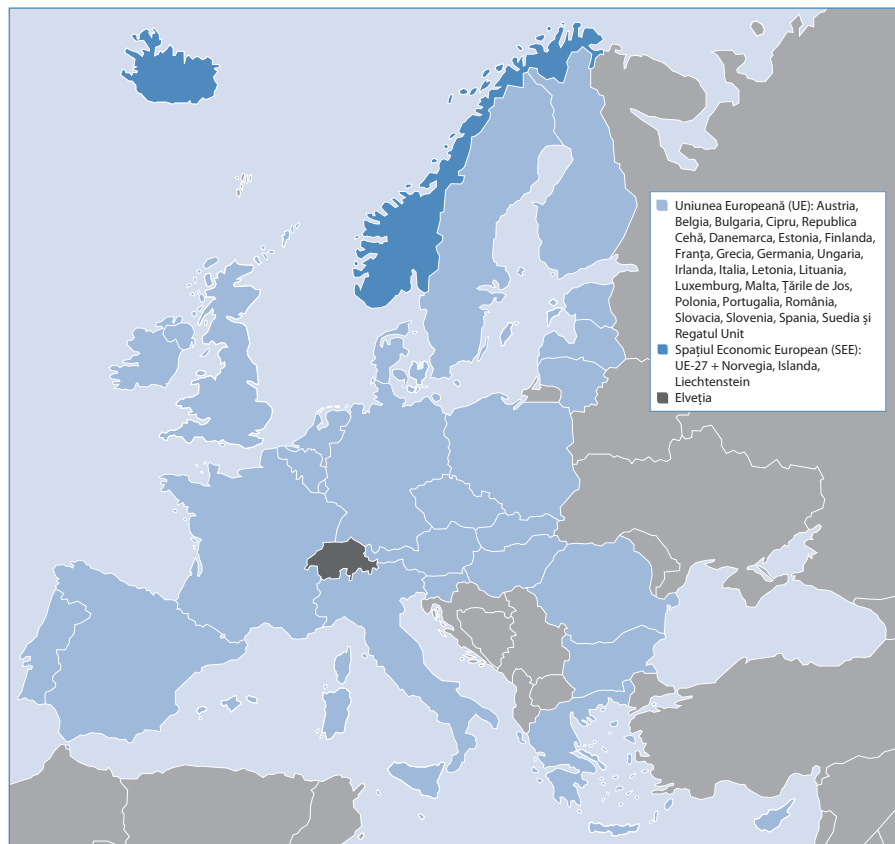 Uniunea Europeană (UE): Austria,
Belgia, Bulgaria, Cipru, Republica
Cehă, Danemarca, Estonia, Finlanda,
Franța, Grecia, Germania, Ungaria,
Irlanda, Italia, Letonia, Lituania,
Luxemburg, Malta, Țările de Jos,
Polonia, Portugalia, România,
Slovacia, Slovenia, Spania, Suedia și
Regatul Unit
Spațiul Economic European (SEE):
UE-27 + Norvegia, Islanda,
Liechtenstein
Elveția